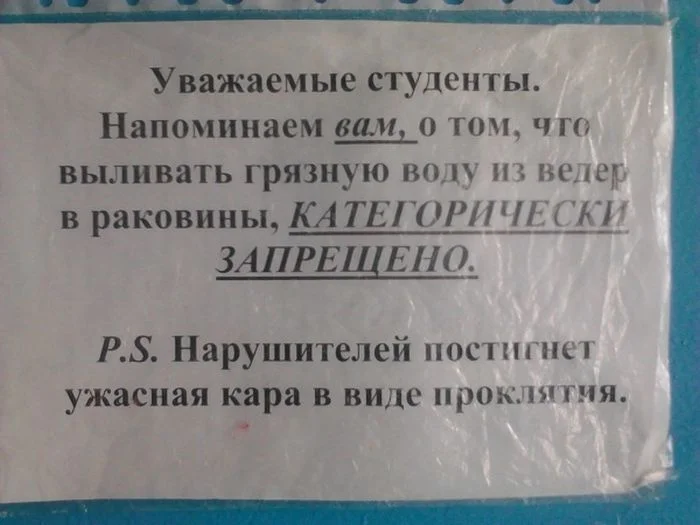 Уважаемые студенты.
Напоминаем вам, о том, что
выливать грязную воду из ведер
в раковины, КАТЕГОРИЧЕСКИ
ЗАПРЕЩЕНО.
P.S. Нарушителей постигнет
ужасная кара в виде проклятия.